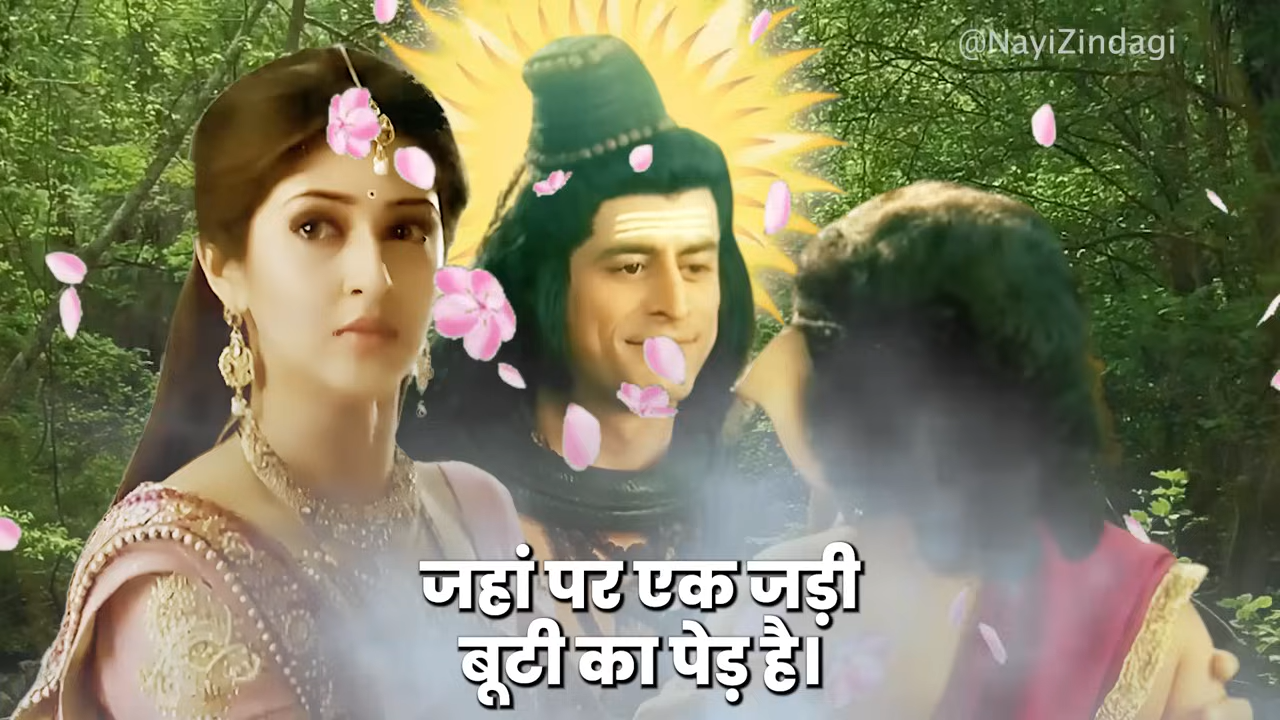 @NayiZindagi
जहां पर एक जड़ी
बूटी का पेड़ है।